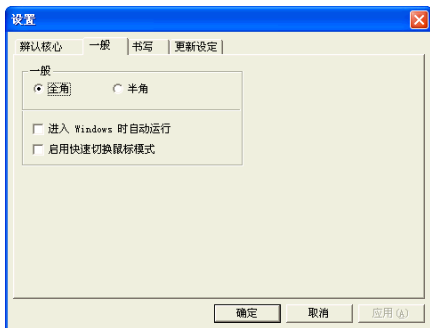 设置
辨认核心 一般 书写 更新设定
一般
全角 半角
进入 Windows 时自动运行
启用快速切换鼠标模式
确定 取消 应用(A)